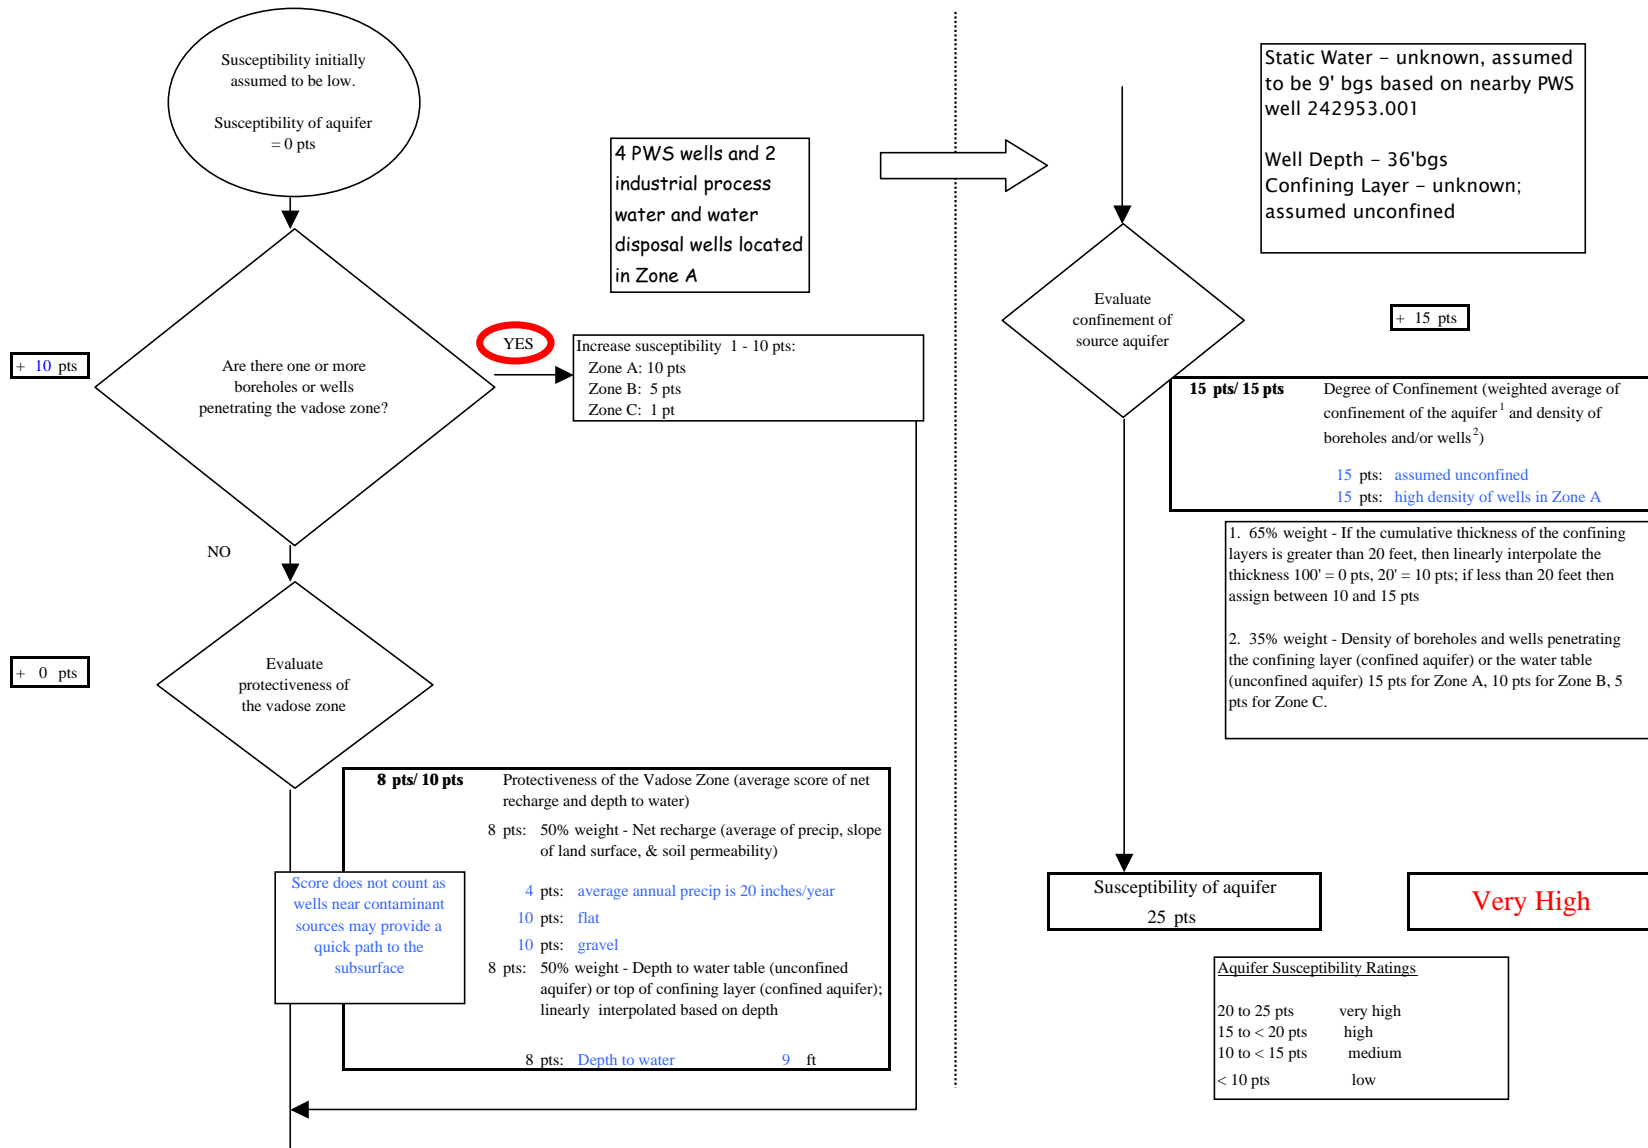 Susceptibility initially
assumed to be low.
Susceptibility of aquifer
= 0 pts
4 PWS wells and 2
industrial process
water and water
disposal wells located
in Zone A
+ 10 pts
Are there one or more
boreholes or wells
penetrating the vadose zone?
YES
Increase susceptibility 1 - 10 pts:
Zone A: 10 pts
Zone B: 5 pts
Zone C: 1 pt
NO
+ 0 pts
Evaluate
protectiveness of
the vadose zone
8 pts/ 10 pts Protectiveness of the Vadose Zone (average score of net
recharge and depth to water)
8 pts: 50% weight - Net recharge (average of precip, slope
of land surface, & soil permeability)
4 pts: average annual precip is 20 inches/year
10 pts: flat
10 pts: gravel
8 pts: 50% weight - Depth to water table (unconfined
aquifer) or top of confining layer (confined aquifer);
linearly interpolated based on depth
8 pts: Depth to water 9 ft
Score does not count as
wells near contaminant
sources may provide a
quick path to the
subsurface
Static Water – unknown, assumed
to be 9' bgs based on nearby PWS
well 242953.001
Well Depth – 36'bgs
Confining Layer – unknown;
assumed unconfined
Evaluate
confinement of
source aquifer
+ 15 pts
15 pts/ 15 pts Degree of Confinement (weighted average of
confinement of the aquifer1 and density of
boreholes and/or wells2)
15 pts: assumed unconfined
15 pts: high density of wells in Zone A
1. 65% weight - If the cumulative thickness of the confining
layers is greater than 20 feet, then linearly interpolate the
thickness 100' = 0 pts, 20' = 10 pts; if less than 20 feet then
assign between 10 and 15 pts
2. 35% weight - Density of boreholes and wells penetrating
the confining layer (confined aquifer) or the water table
(unconfined aquifer) 15 pts for Zone A, 10 pts for Zone B, 5
pts for Zone C.
Susceptibility of aquifer
25 pts
Very High
Aquifer Susceptibility Ratings
20 to 25 pts very high
15 to < 20 pts high
10 to < 15 pts medium
< 10 pts low